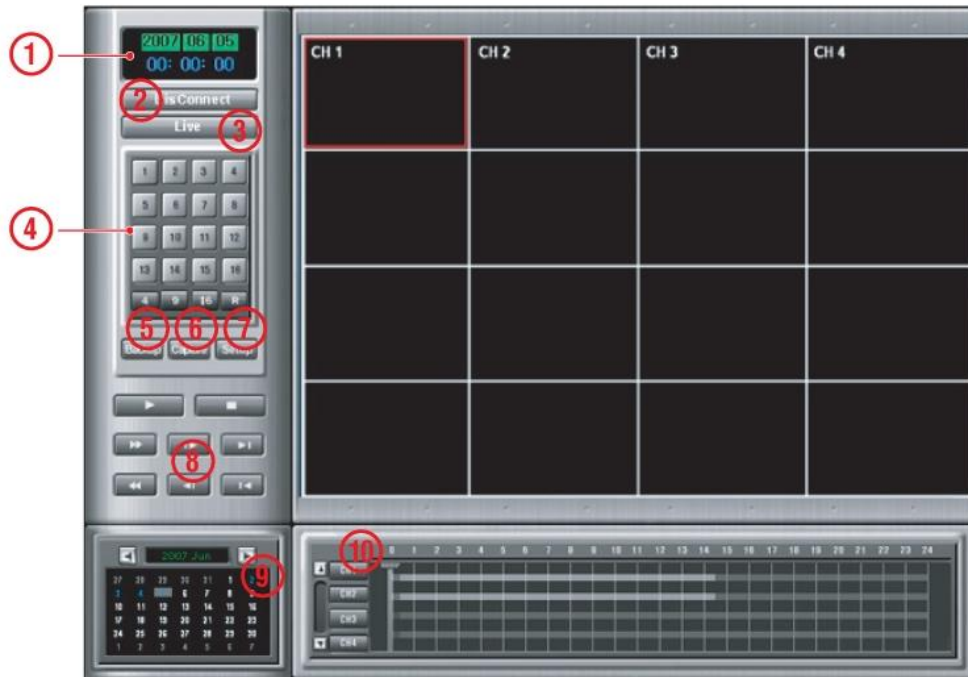 ① 2007 06 05
00: 00: 00
②
③
Live
④
1 2 3 4
5 6 7 8
9 10 11 12
13 14 15 16
4 9 16 R
⑤ ⑥ ⑦
⑧
CH 1 CH 2 CH 3 CH 4
2007 Jun
⑨
27 28 29 30 31 1 2
3 4 6 7 8
10 11 12 13 14 15 16
17 18 19 20 21 22 23
24 25 26 27 28 29 30
1 2 3 4 5 6 7
⑩
0 1 2 3 4 5 6 7 8 9 10 11 12 13 14 15 16 17 18 19 20 21 22 23 24
CH2
CH3
CH4